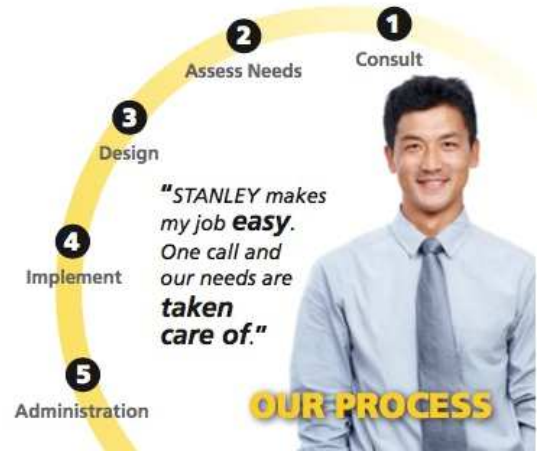 1
Consult
2
Assess Needs
3
Design
4
Implement
5
Administration
"STANLEY makes
my job easy.
One call and
our needs are
taken
care of."
OUR PROCESS